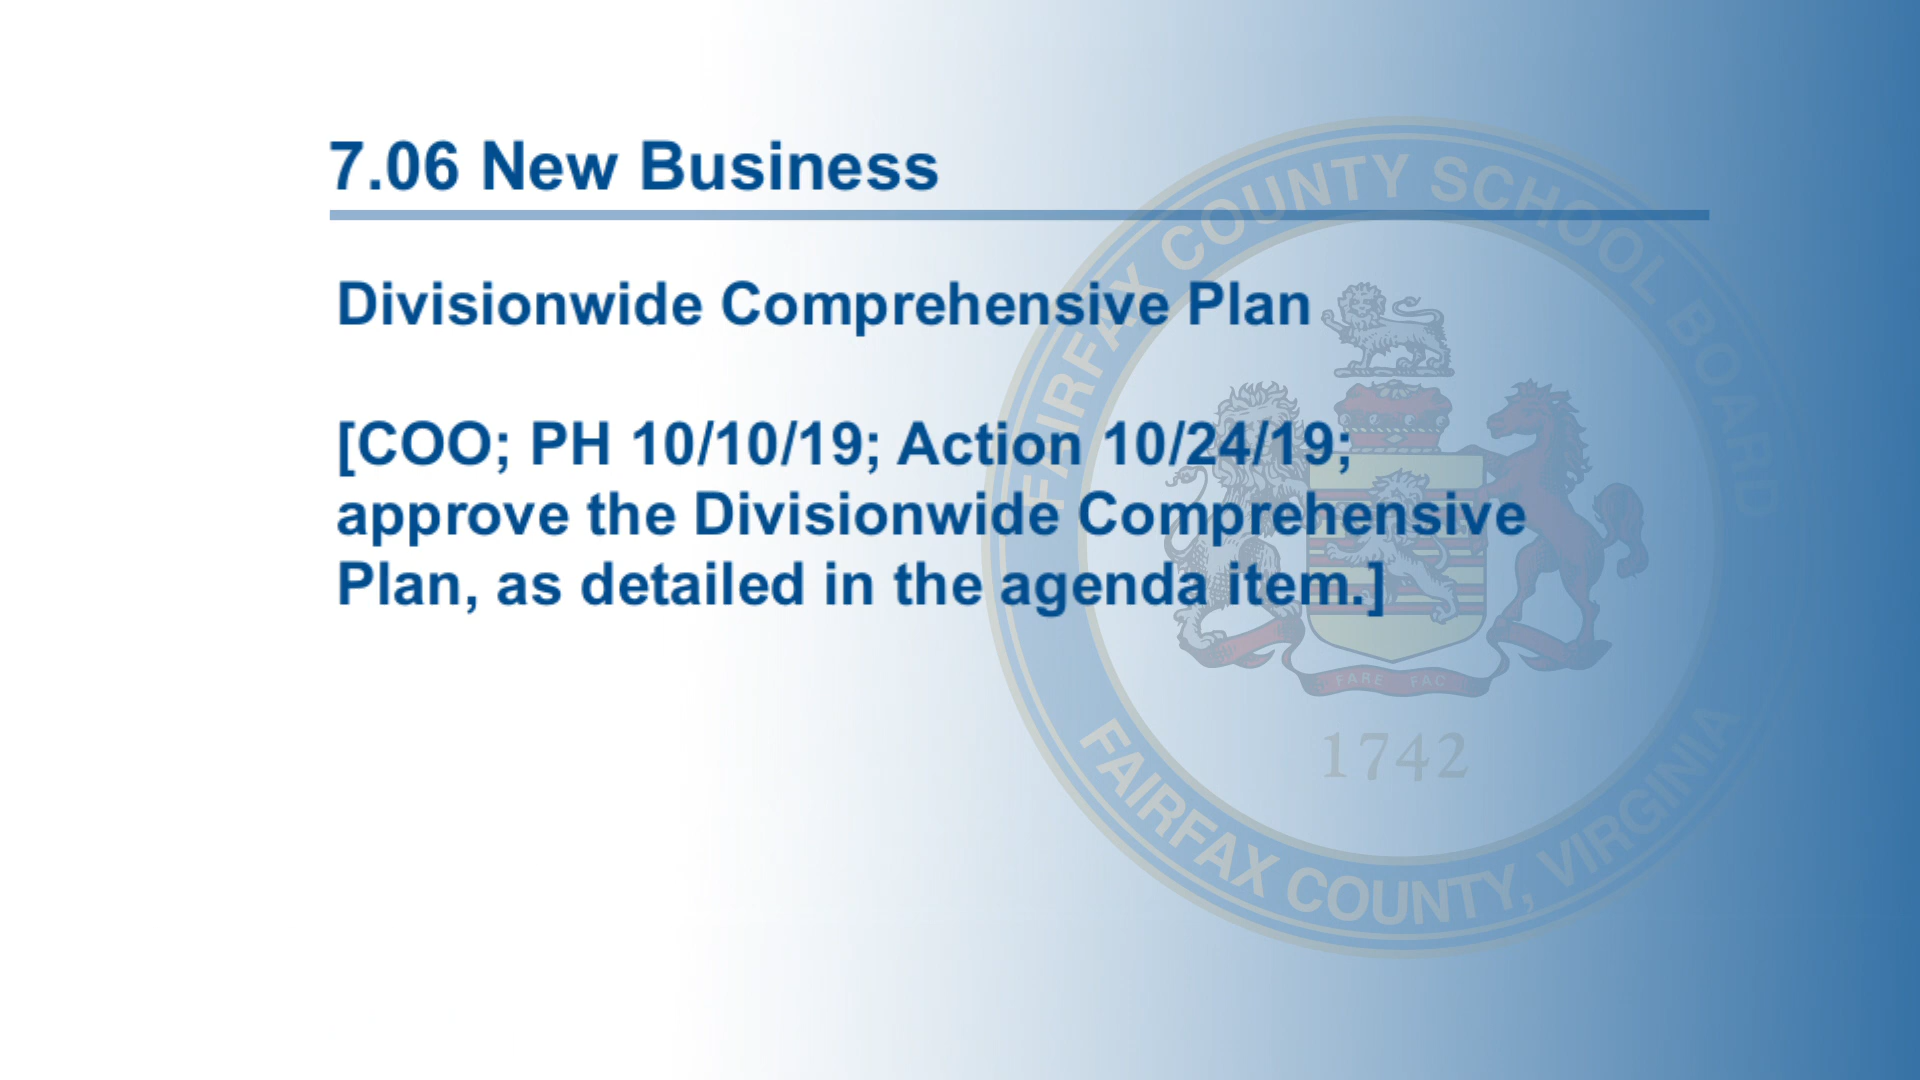 7.06 New Business
Divisionwide Comprehensive Plan
[COO; PH 10/10/19; Action 10/24/19;
approve the Divisionwide Comprehensive
Plan, as detailed in the agenda item.]
FAIRFAX COUNTY SCHOOL BOARD
FARE FAC
1742
FAIRFAX COUNTY, VIRGINIA